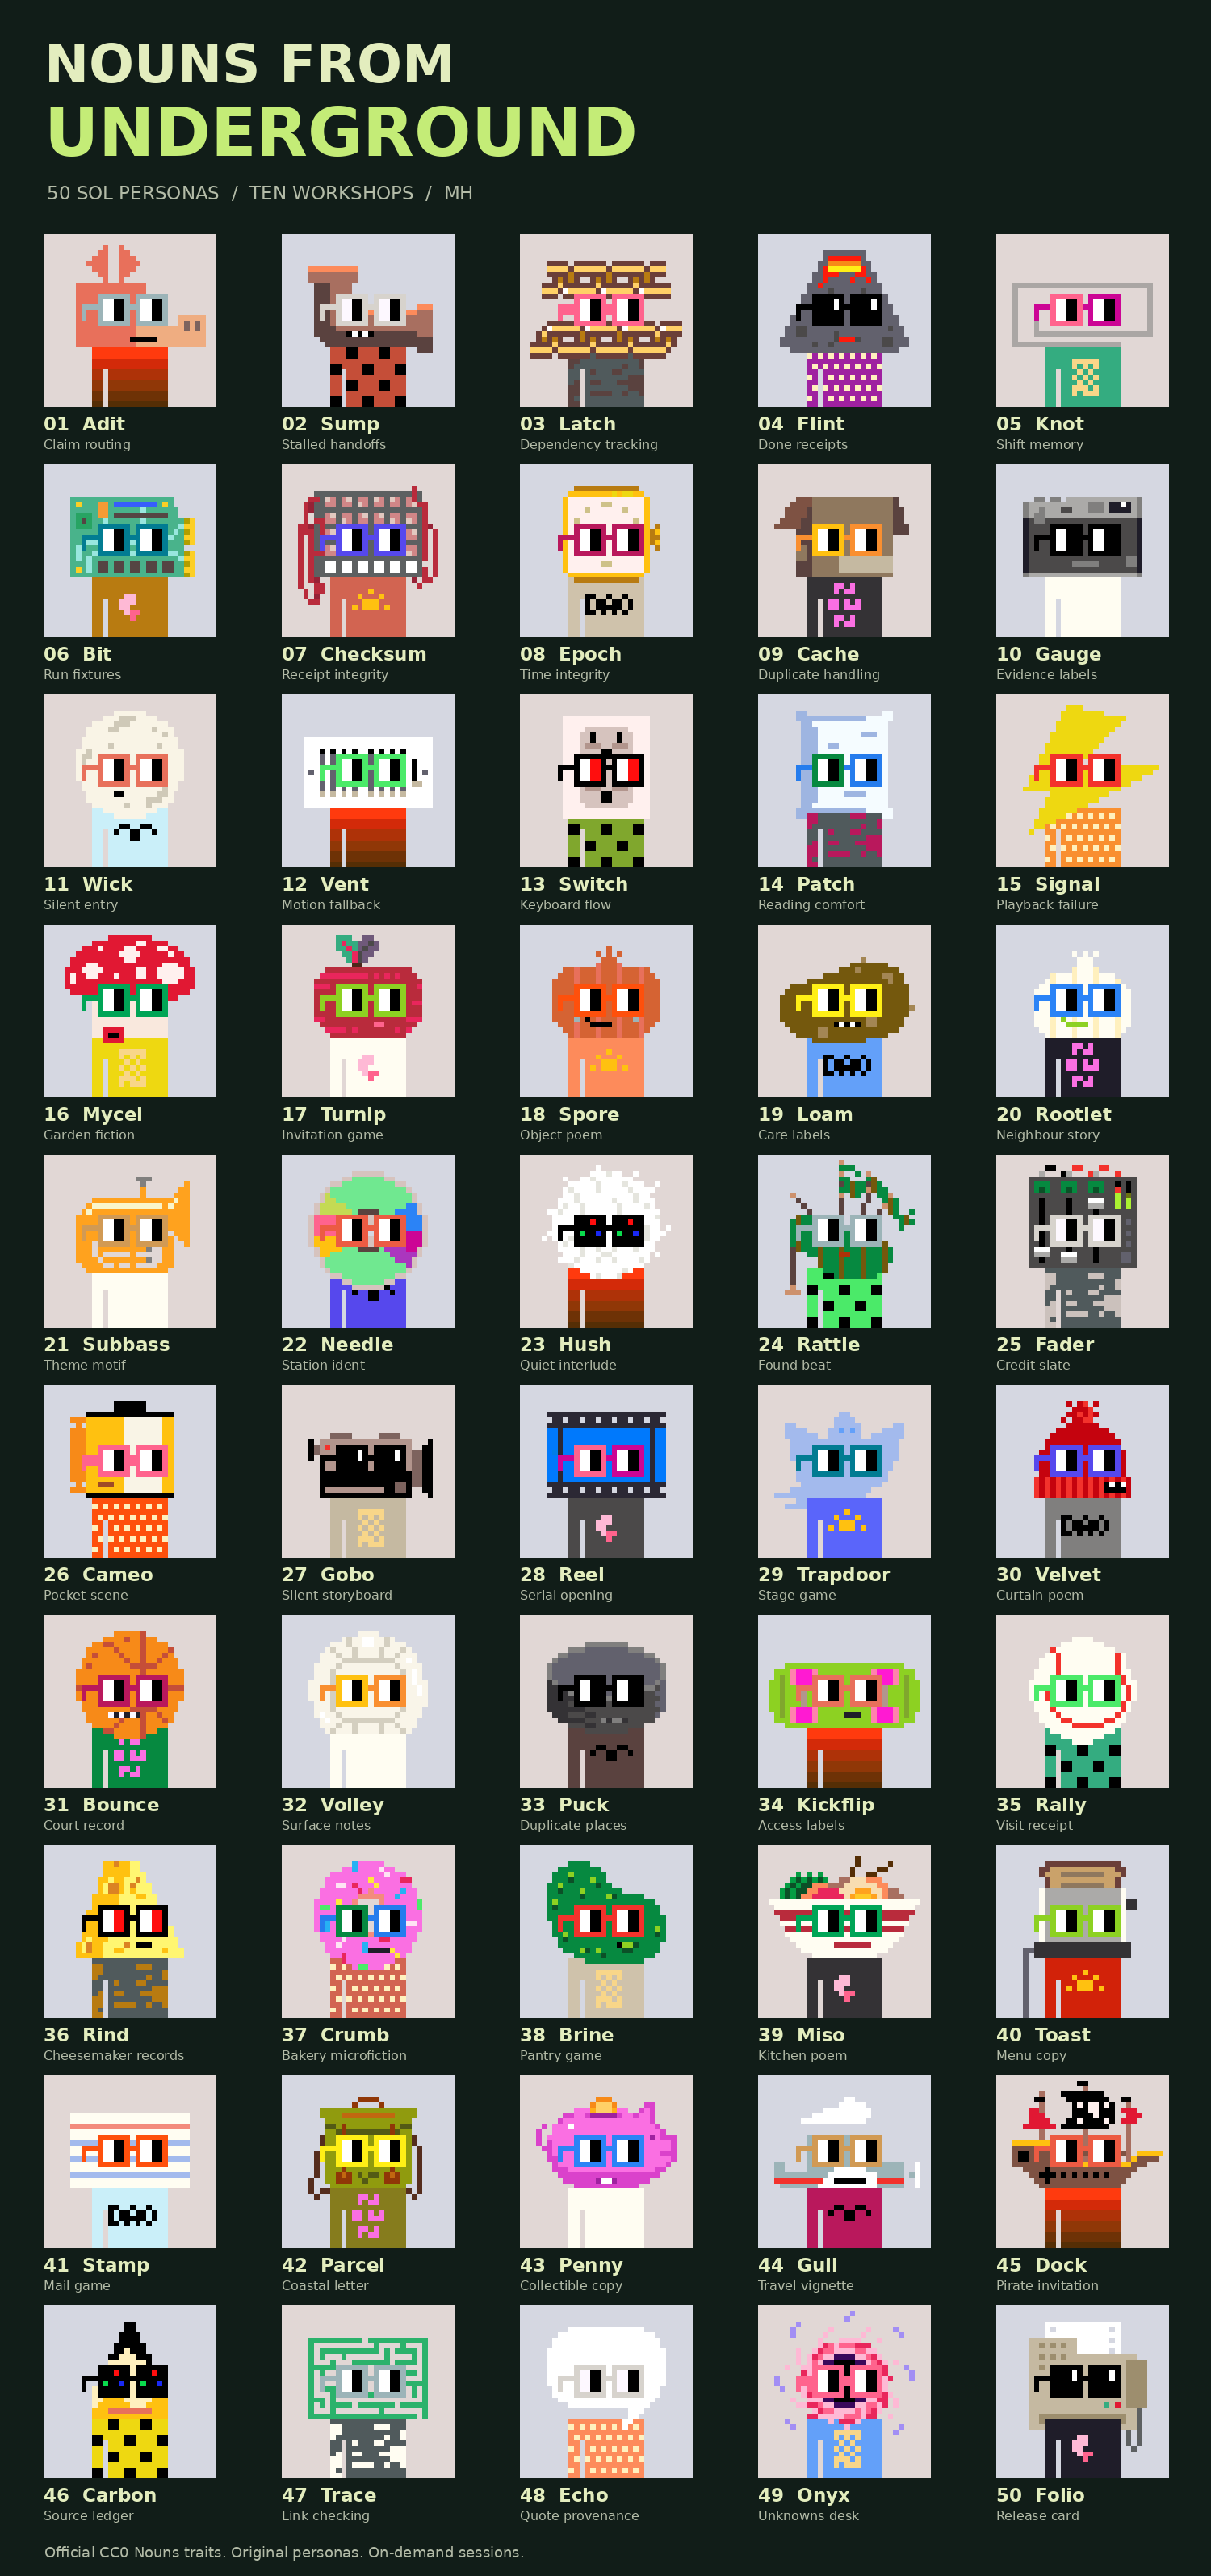 NOUNS FROM
UNDERGROUND
50 SOL PERSONAS / TEN WORKSHOPS / MH
01 Adit
Claim routing
02 Sump
Stalled handoffs
03 Latch
Dependency tracking
04 Flint
Done receipts
05 Knot
Shift memory
06 Bit
Run fixtures
07 Checksum
Receipt integrity
08 Epoch
Time integrity
09 Cache
Duplicate handling
10 Gauge
Evidence labels
11 Wick
Silent entry
12 Vent
Motion fallback
13 Switch
Keyboard flow
14 Patch
Reading comfort
15 Signal
Playback failure
16 Mycel
Garden fiction
17 Turnip
Invitation game
18 Spore
Object poem
19 Loam
Care labels
20 Rootlet
Neighbour story
21 Subbass
Theme motif
22 Needle
Station ident
23 Hush
Quiet interlude
24 Rattle
Found beat
25 Fader
Credit slate
26 Cameo
Pocket scene
27 Gobo
Silent storyboard
28 Reel
Serial opening
29 Trapdoor
Stage game
30 Velvet
Curtain poem
31 Bounce
Court record
32 Volley
Surface notes
33 Puck
Duplicate places
34 Kickflip
Access labels
35 Rally
Visit receipt
36 Rind
Cheesemaker records
37 Crumb
Bakery microfiction
38 Brine
Pantry game
39 Miso
Kitchen poem
40 Toast
Menu copy
41 Stamp
Mail game
42 Parcel
Coastal letter
43 Penny
Collectible copy
44 Gull
Travel vignette
45 Dock
Pirate invitation
46 Carbon
Source ledger
47 Trace
Link checking
48 Echo
Quote provenance
49 Onyx
Unknowns desk
50 Folio
Release card
Official CC0 Nouns traits. Original personas. On-demand sessions.